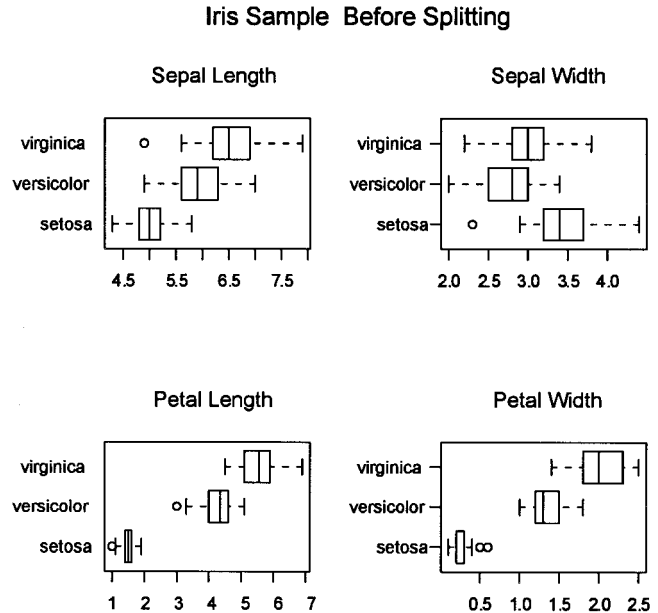 Iris Sample Before Splitting
Sepal Length
virginica
versicolor
setosa
4.5 5.5 6.5 7.5
Sepal Width
virginica
versicolor
setosa
2.0 2.5 3.0 3.5 4.0
Petal Length
virginica
versicolor
setosa
1 2 3 4 5 6 7
Petal Width
virginica
versicolor
setosa
0.5 1.0 1.5 2.0 2.5